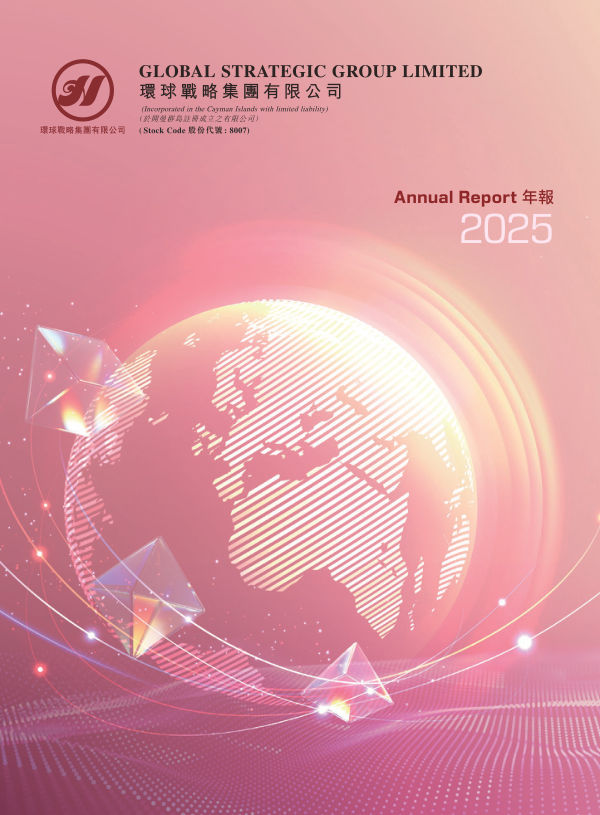 GLOBAL STRATEGIC GROUP LIMITED
環球戰略集團有限公司
(Incorporated in the Cayman Islands with limited liability)
(於開曼群島註冊成立之有限公司)
(Stock Code 股份代號 : 8007)
環球戰略集團有限公司
Annual Report 年報
2025